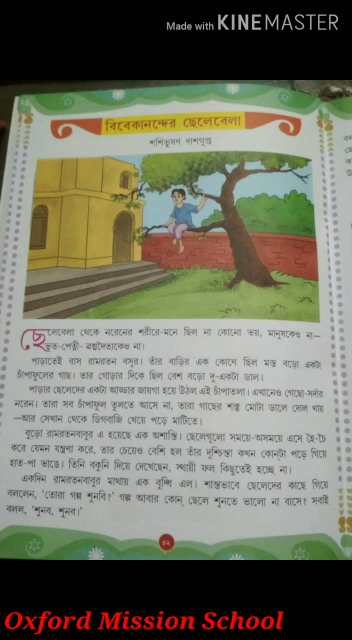 Made with KINEMASTER
বিবেকানন্দের ছেলেবেলা
শশিভূষণ দাশগুপ্ত
ছেলেবেলা থেকে নরেনের শরীরে-মনে ছিল না কোনো ভয়, মানুষকেও না—
ভূত-পেত্নী- ব্রহ্মদৈত্যকেও না।
পাড়াতেই বাস রামরতন বসুর। তাঁর বাড়ির এক কোণে ছিল মস্ত বড়ো একটা
চাঁপাফুলের গাছ। তার গোড়ার দিকে ছিল বেশ বড়ো দু-একটা ডাল।
পাড়ার ছেলেদের একটা আড্ডার জায়গা হয়ে উঠল এই চাঁপাতলা। এখানেও গেছো-সর্দার
নরেন। তারা সব চাঁপাফুল তুলতে আসে না, তারা গাছের শক্ত মোটা ডালে দোল খায়
—আর সেখান থেকে ডিগবাজি খেয়ে পড়ে মাটিতে।
বুড়ো রামরতনবাবুর এ হয়েছে এক অশান্তি। ছেলেগুলো সময়ে-অসময়ে এসে হৈ-চৈ
করে যেমন যন্ত্রণা করে, তার চেয়েও বেশি হল তাঁর দুশ্চিন্তা কখন কোন্‌টা পড়ে গিয়ে
হাত-পা ভাঙে। তিনি বকুনি দিয়ে দেখেছেন, স্থায়ী ফল কিছুতেই হচ্ছে না।
একদিন রামরতনবাবুর মাথায় এক বুদ্ধি এল। শান্তভাবে ছেলেদের কাছে গিয়ে
বললেন, ‘তোরা গল্প শুনবি?’ গল্প আবার কোন্ ছেলে শুনতে ভালো না বাসে? সবাই
বলল, ‘শুনব, শুনব।’
৪২
Oxford Mission School